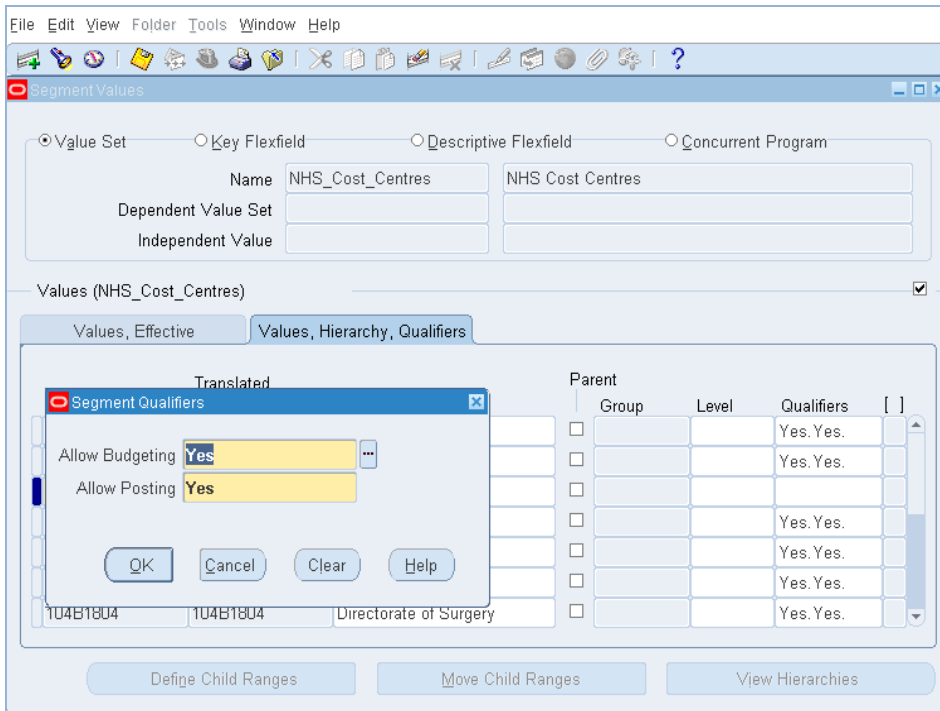 File Edit View Folder Tools Window Help
Segment Values
Value Set Key Flexfield Descriptive Flexfield Concurrent Program
Name NHS_Cost_Centres NHS Cost Centres
Dependent Value Set
Independent Value
Values (NHS_Cost_Centres)
Values, Effective Values, Hierarchy, Qualifiers
Translated
Parent
Group Level Qualifiers [ ]
Segment Qualifiers
Allow Budgeting Yes ...
Allow Posting Yes
OK Cancel Clear Help
Yes.Yes.
Yes.Yes.
Yes.Yes.
Yes.Yes.
Yes.Yes.
104B1804 104B1804 Directorate of Surgery Yes.Yes.
Define Child Ranges Move Child Ranges View Hierarchies